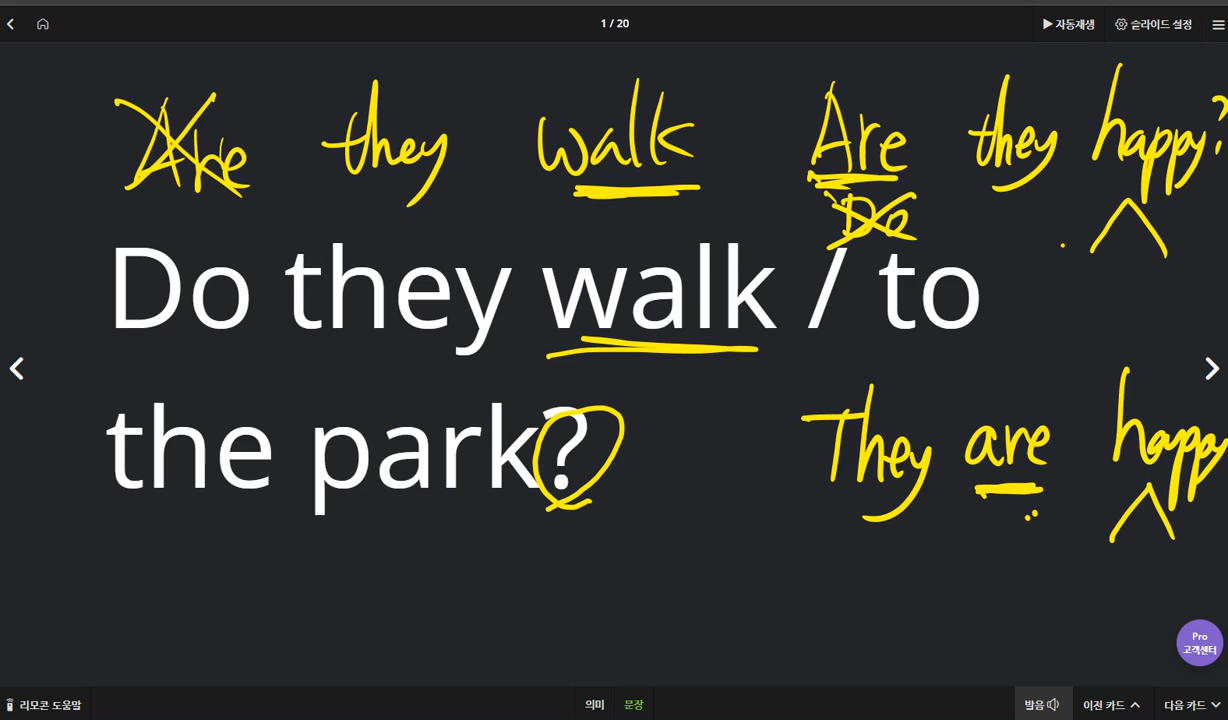 1 / 20
자동재생
슬라이드 설정
Are they walk
Are they happy?
Do
Do they walk / to
the park?
They are happy
Pro
고객센터
리모콘 도움말
의미
문장
발음
이전 카드
다음 카드